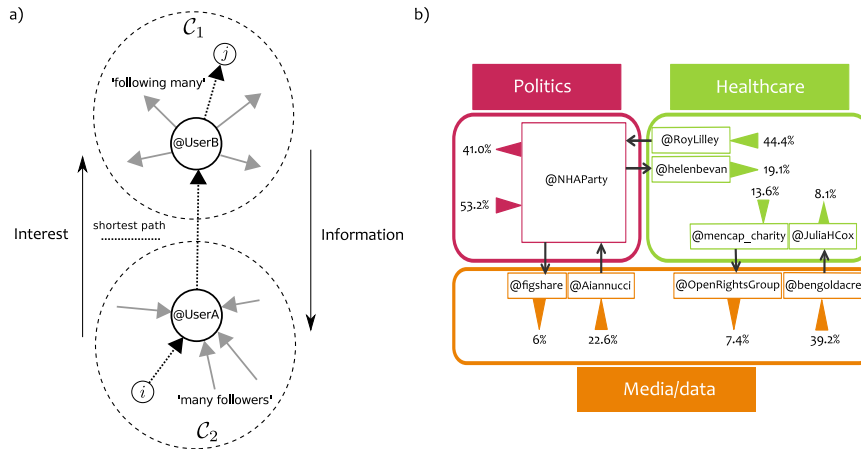 a)
C1
j
'following many'
@UserB
shortest path
Interest
Information
@UserA
i
'many followers'
C2
b)
Politics
Healthcare
41.0%
53.2%
@NHAParty
@RoyLilley
44.4%
@helenbevan
19.1%
13.6%
8.1%
@mencap_charity
@JuliaHCox
@figshare
@Aiannucci
@OpenRightsGroup
@bengoldacre
6%
22.6%
7.4%
39.2%
Media/data